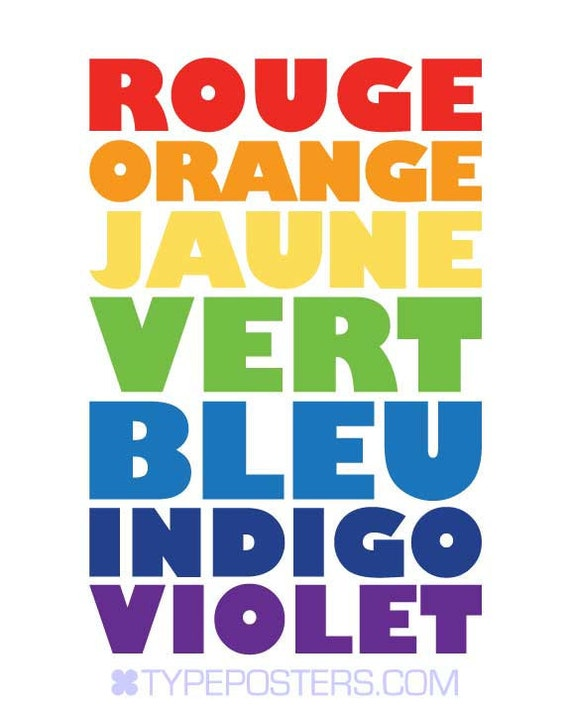 ROUGE
ORANGE
JAUNE
VERT
BLEU
INDIGO
VIOLET
TYPEPOSTERS.COM